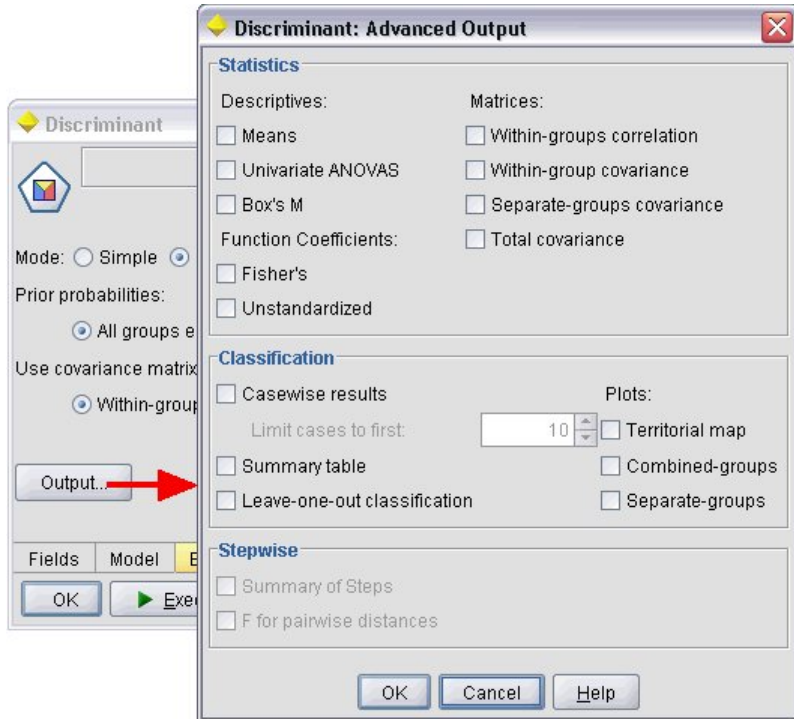 Discriminant
Mode: Simple
Prior probabilities:
All groups e
Use covariance matrix
Within-group
Output...
Fields Model E
OK Exe
Discriminant: Advanced Output
Statistics
Descriptives:
Means
Univariate ANOVAS
Box's M
Function Coefficients:
Fisher's
Unstandardized
Matrices:
Within-groups correlation
Within-group covariance
Separate-groups covariance
Total covariance
Classification
Casewise results
Limit cases to first: 10
Summary table
Leave-one-out classification
Plots:
Territorial map
Combined-groups
Separate-groups
Stepwise
Summary of Steps
F for pairwise distances
OK Cancel Help